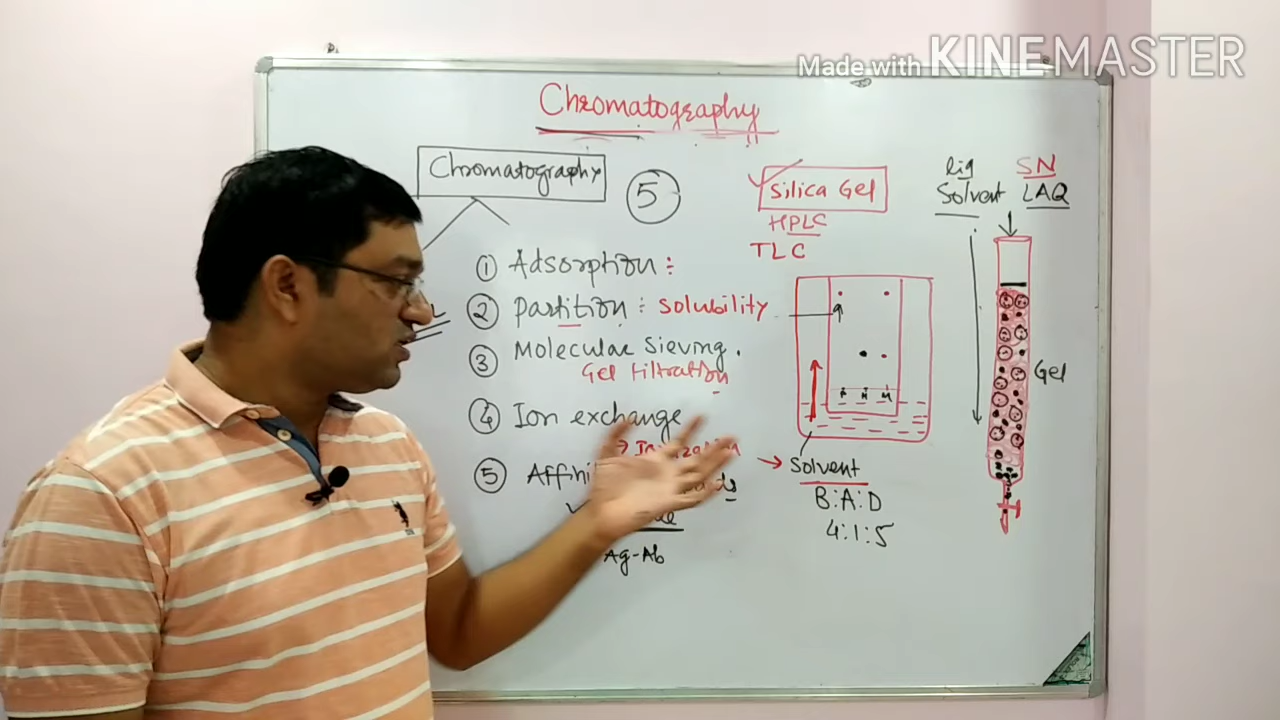 Made with KINEMASTER
Chromatography
Chromatography
5
① Adsorption :
② Partition : Solubility
③ Molecular Sieving.
Gel Filtration
④ Ion exchange
⑤
Ag-Ab
Silica Gel
HPLC
TLC
Solvent
B:A:D
4:1:5
liq
Solvent
SN
LAQ
Gel